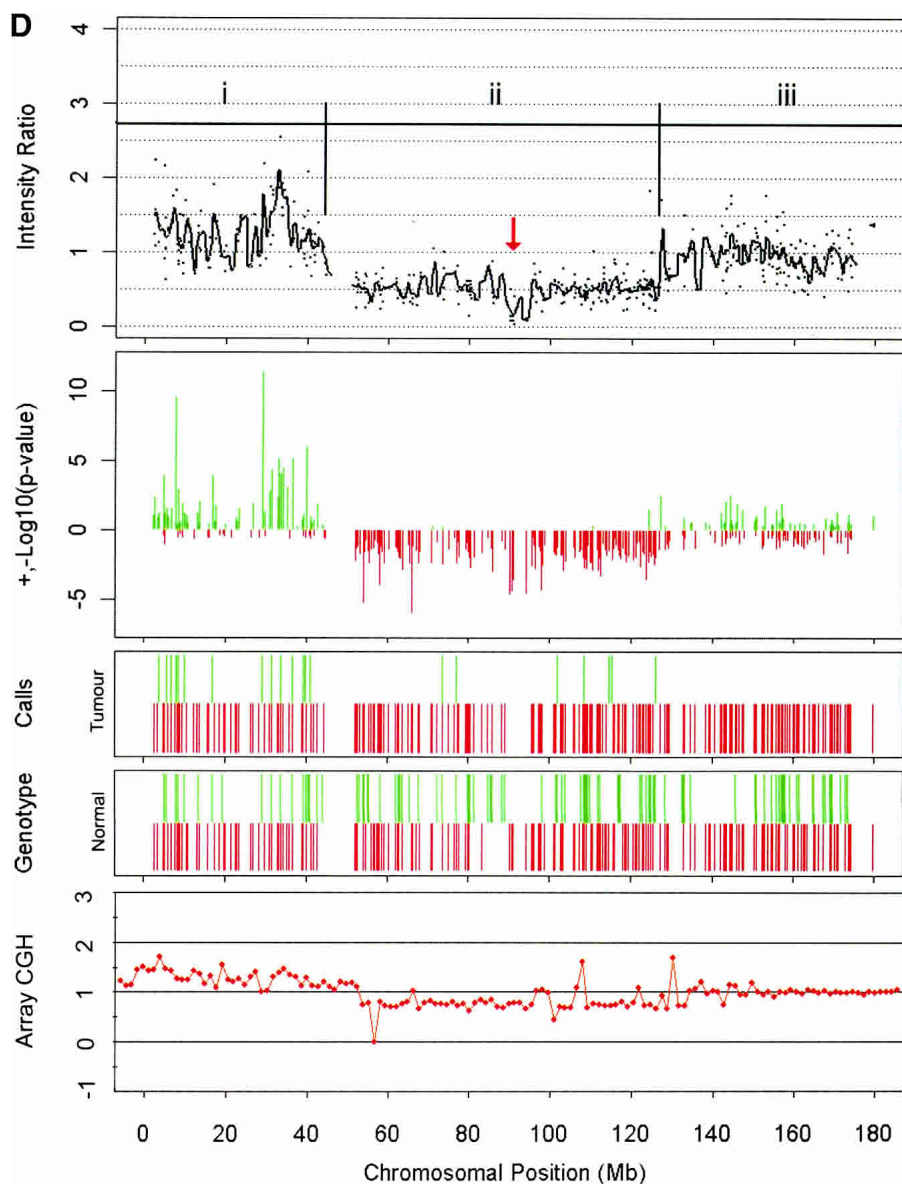 D
i
ii
iii
Intensity Ratio
4
3
2
1
0
+,-Log10(p-value)
10
5
0
-5
Genotype Calls
Tumour
Normal
Array CGH
3
2
1
0
-1
0 20 40 60 80 100 120 140 160 180
Chromosomal Position (Mb)